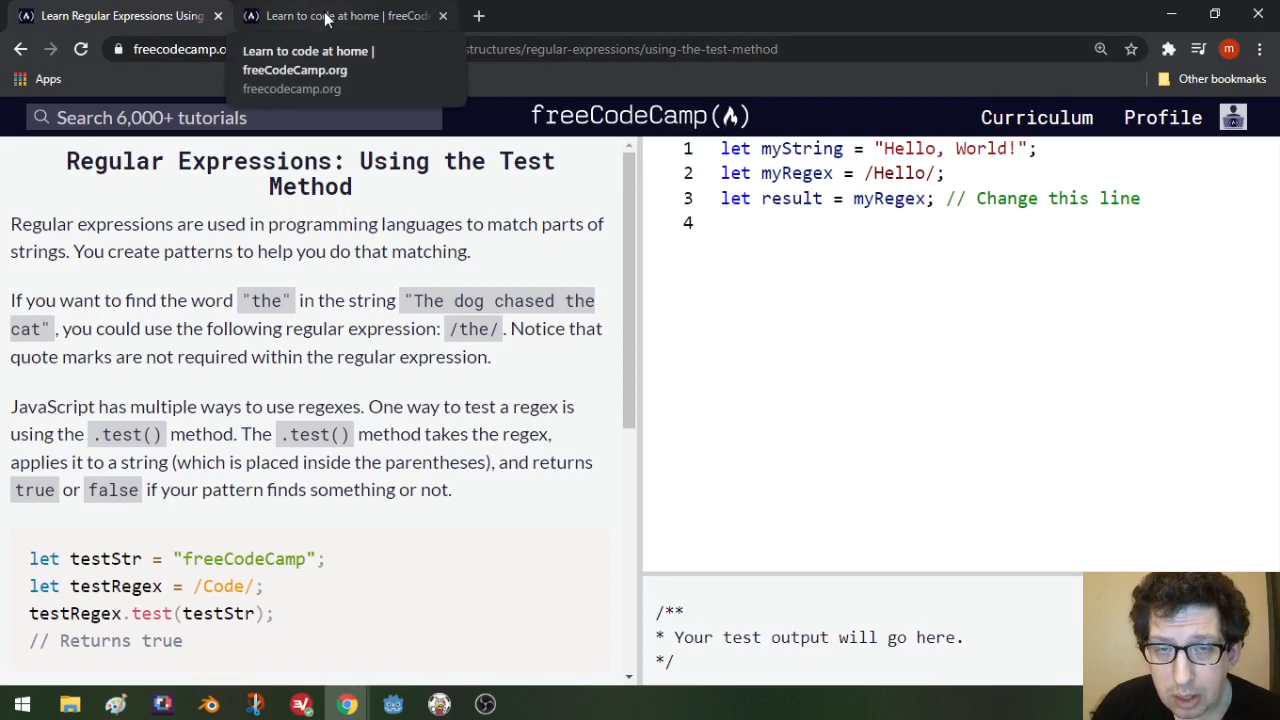 Learn Regular Expressions: Using
Learn to code at home | freeCode
freecodecamp.o
structures/regular-expressions/using-the-test-method
m
Learn to code at home |
freeCodeCamp.org
freecodecamp.org
Apps
Other bookmarks
Search 6,000+ tutorials
freeCodeCamp
Curriculum
Profile
Regular Expressions: Using the Test
Method
Regular expressions are used in programming languages to match parts of
strings. You create patterns to help you do that matching.
If you want to find the word "the" in the string "The dog chased the
cat", you could use the following regular expression: /the/. Notice that
quote marks are not required within the regular expression.
JavaScript has multiple ways to use regexes. One way to test a regex is
using the .test() method. The .test() method takes the regex,
applies it to a string (which is placed inside the parentheses), and returns
true or false if your pattern finds something or not.
let testStr = "freeCodeCamp";
let testRegex = /Code/;
testRegex.test(testStr);
// Returns true
1 let myString = "Hello, World!";
2 let myRegex = /Hello/;
3 let result = myRegex; // Change this line
4
/**
* Your test output will go here.
*/